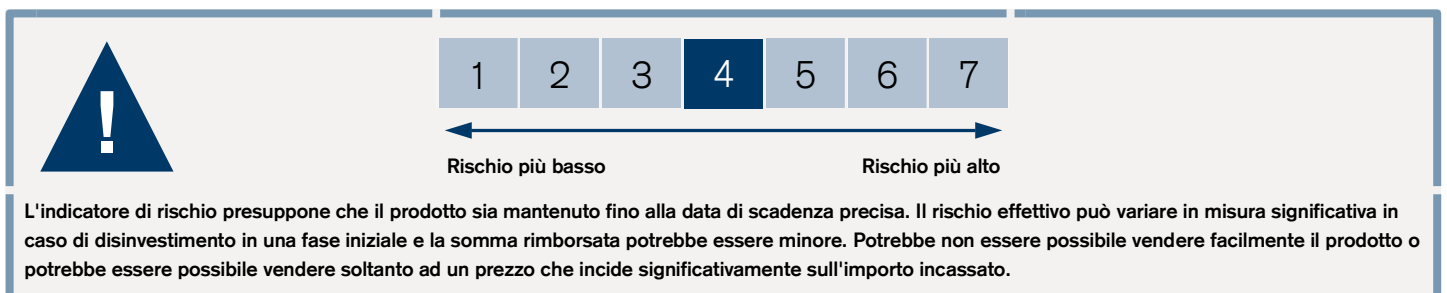 !
1 2 3 4 5 6 7
Rischio più basso Rischio più alto
L'indicatore di rischio presuppone che il prodotto sia mantenuto fino alla data di scadenza precisa. Il rischio effettivo può variare in misura significativa in
caso di disinvestimento in una fase iniziale e la somma rimborsata potrebbe essere minore. Potrebbe non essere possibile vendere facilmente il prodotto o
potrebbe essere possibile vendere soltanto ad un prezzo che incide significativamente sull'importo incassato.